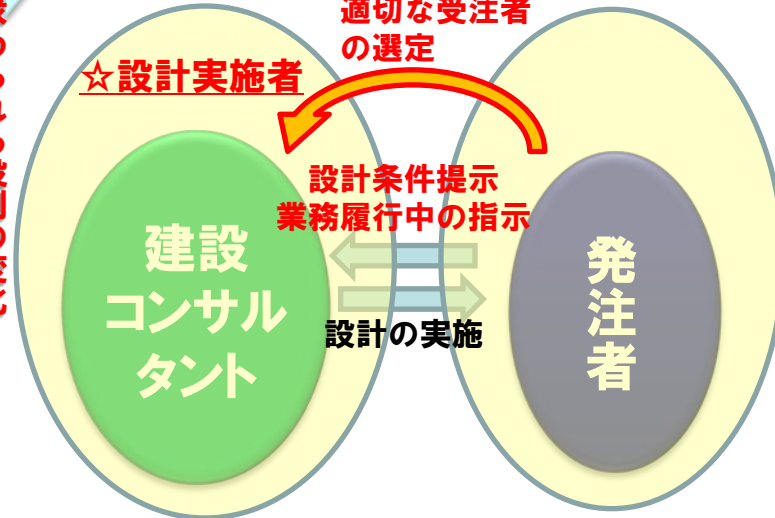 適切な受注者
の選定
☆設計実施者
設計条件提示
業務履行中の指示
建設
コンサル
タント
発注者
設計の実施